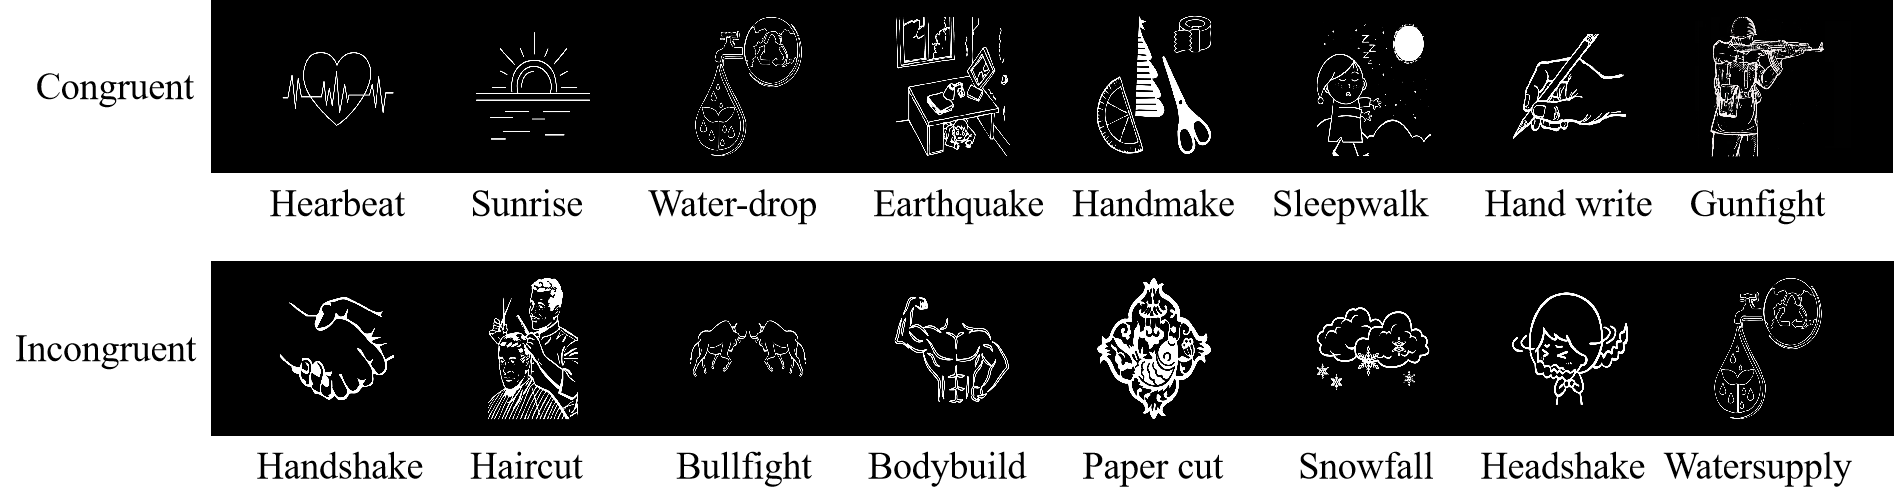 Congruent
Hearbeat Sunrise Water-drop Earthquake Handmake Sleepwalk Hand write Gunfight
Incongruent
Handshake Haircut Bullfight Bodybuild Paper cut Snowfall Headshake Watersupply